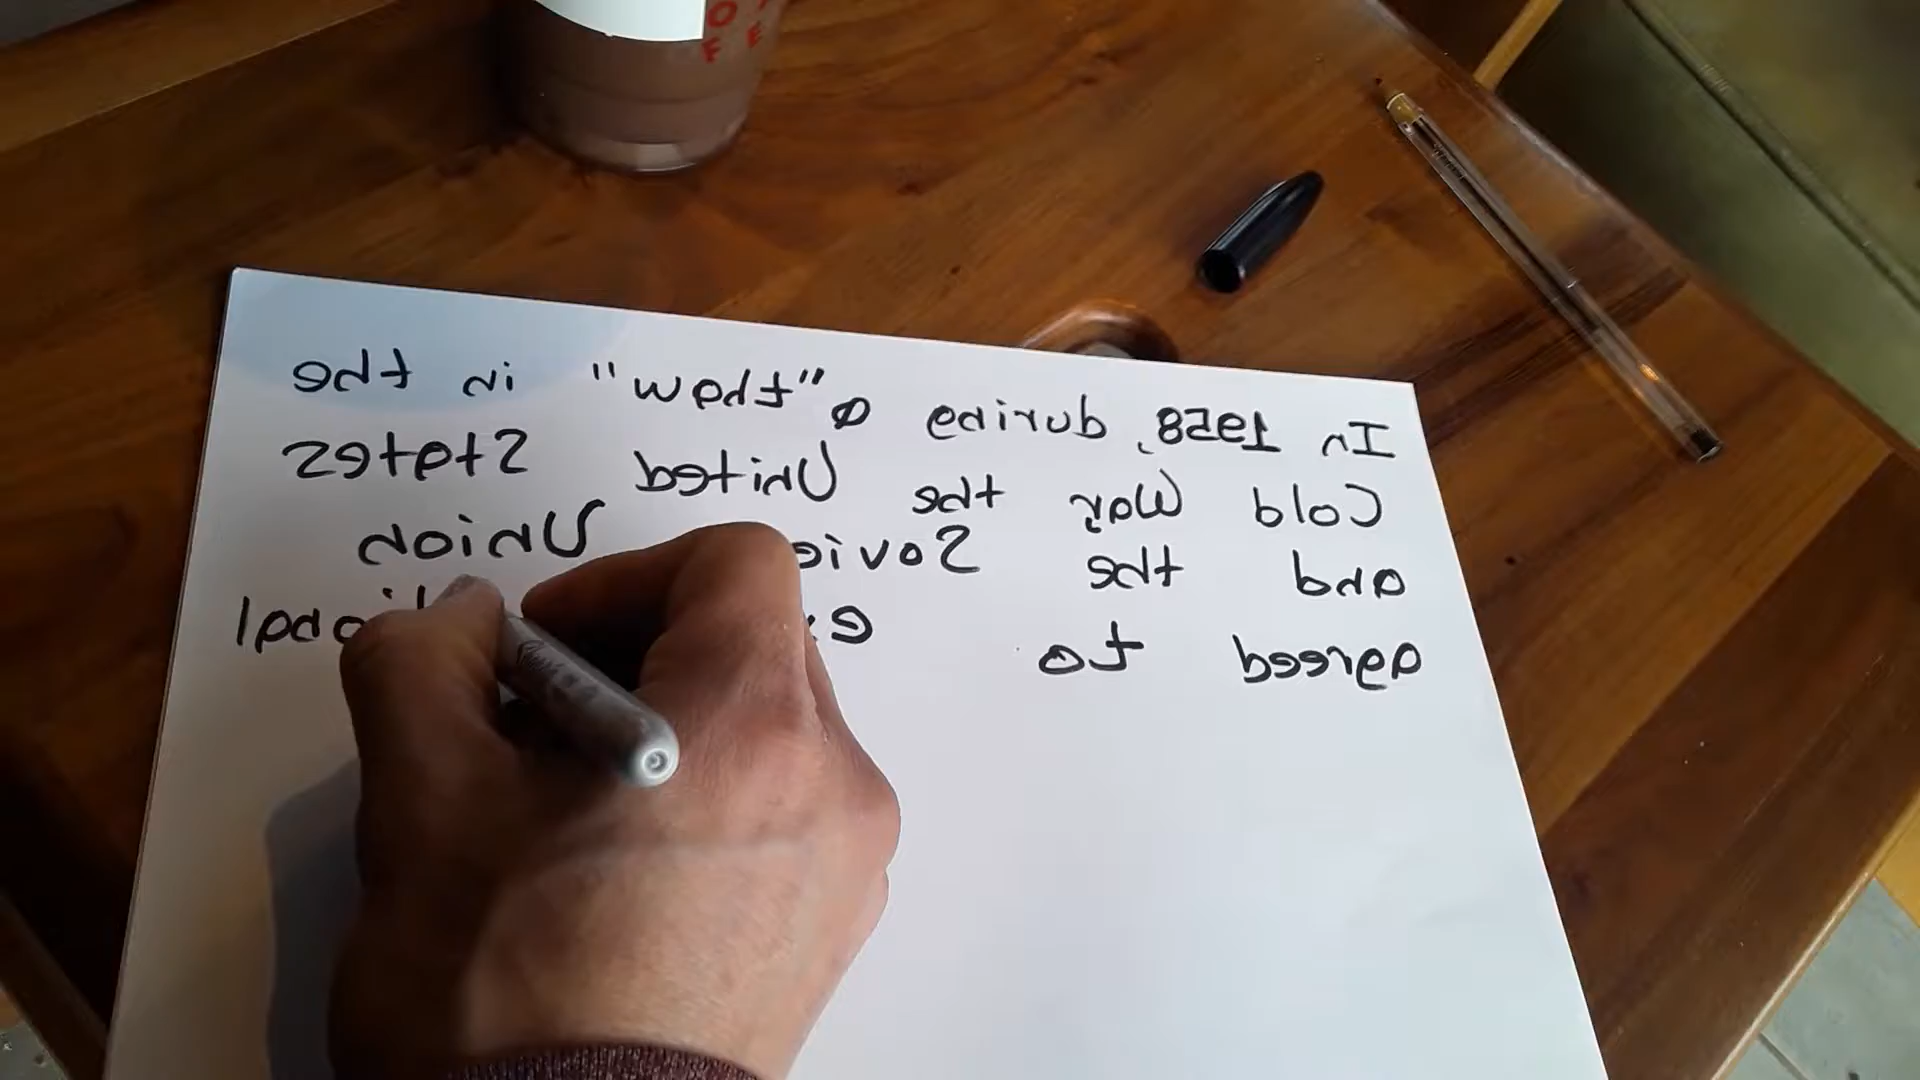 In 1958, during a "thaw" in the
Cold War, the United States
and the Union
agreed to